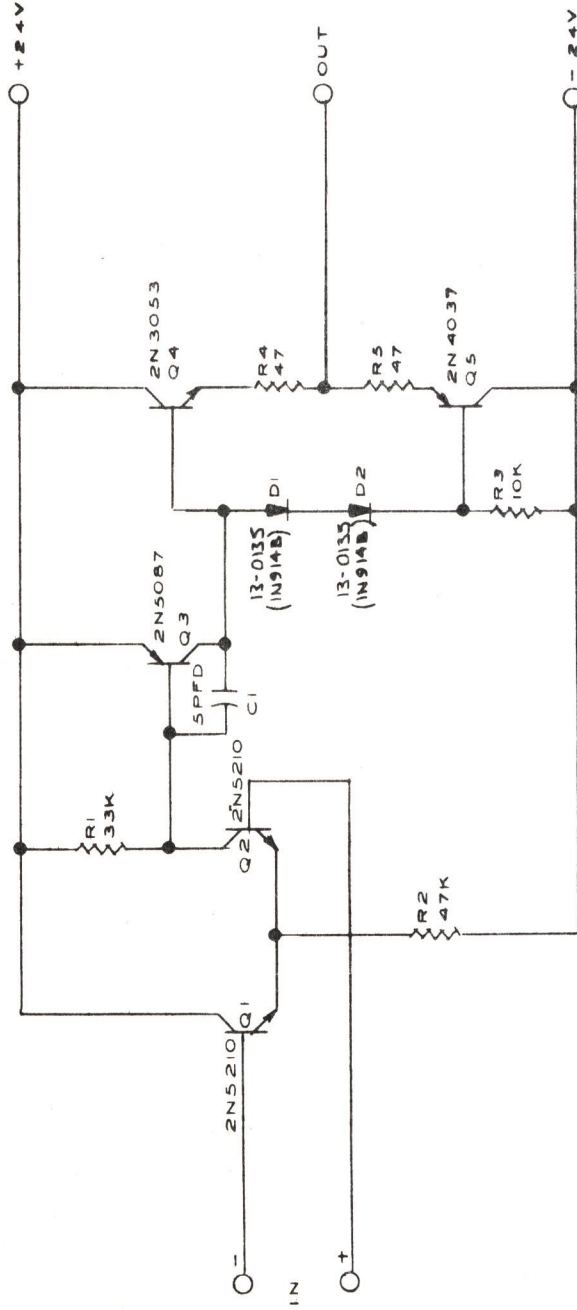 +24V
2N3053
Q4
R4
47
OUT
R5
47
2N4037
Q5
-24V
2N5087
Q3
5PFD
C1
13-0135
(1N914B)
D1
13-0135
(1N914B)
D2
R3
10K
R1
33K
2N5210
Q2
2N5210
Q1
R2
47K
-
IN
+